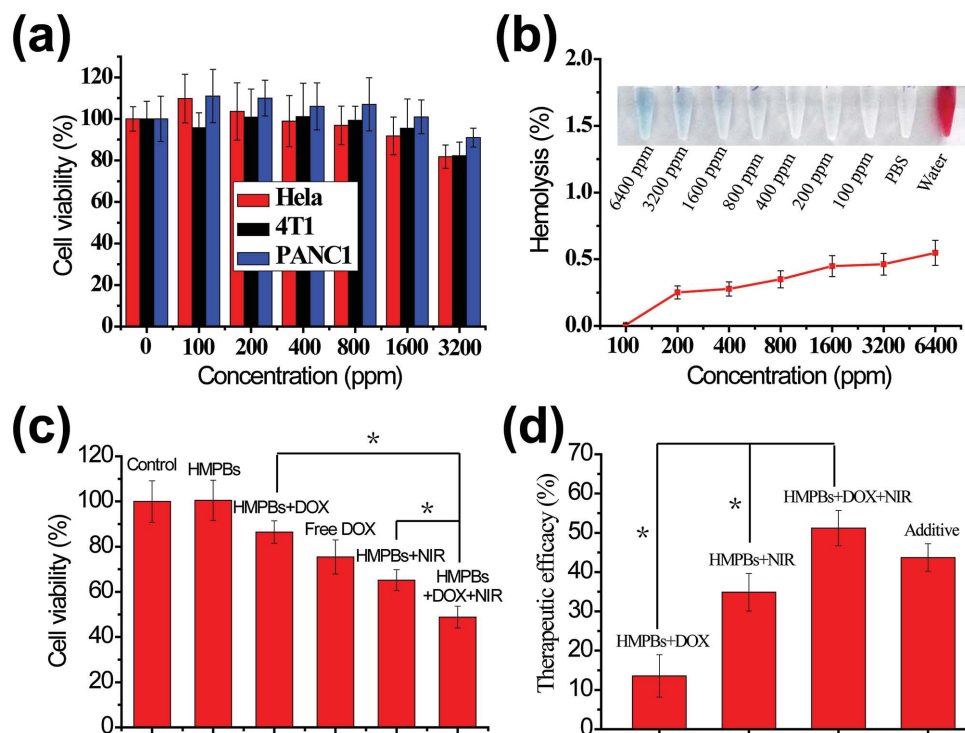 (a)
Cell viability (%)
120
100
80
60
40
20
0
Hela
4T1
PANC1
0 100 200 400 800 1600 3200
Concentration (ppm)
(b)
Hemolysis (%)
2.0
1.5
1.0
0.5
0.0
6400 ppm
3200 ppm
1600 ppm
800 ppm
400 ppm
200 ppm
100 ppm
PBS
Water
100 200 400 800 1600 3200 6400
Concentration (ppm)
(c)
Cell viability (%)
120
100
80
60
40
20
0
Control
HMPBs
HMPBs+DOX
Free DOX
HMPBs+NIR
HMPBs
+DOX+NIR
*
*
(d)
Therapeutic efficacy (%)
70
60
50
40
30
20
10
0
HMPBs+DOX
HMPBs+NIR
HMPBs+DOX+NIR
Additive
*
*